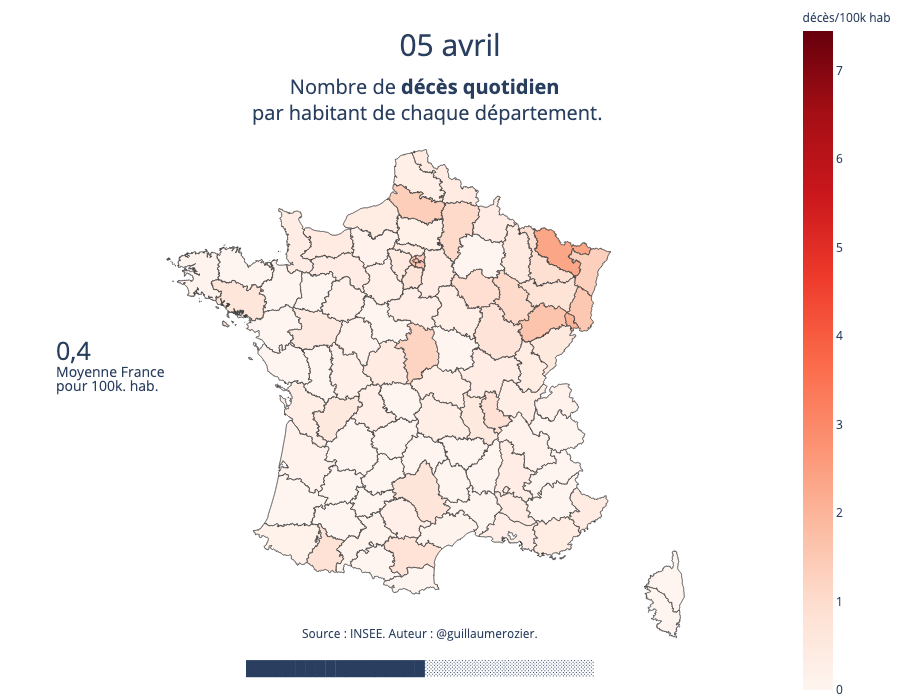 décès/100k hab
05 avril
Nombre de décès quotidien
par habitant de chaque département.
7
6
5
4
3
2
1
0
0,4
Moyenne France
pour 100k. hab.
Source : INSEE. Auteur : @guillaumerozier.